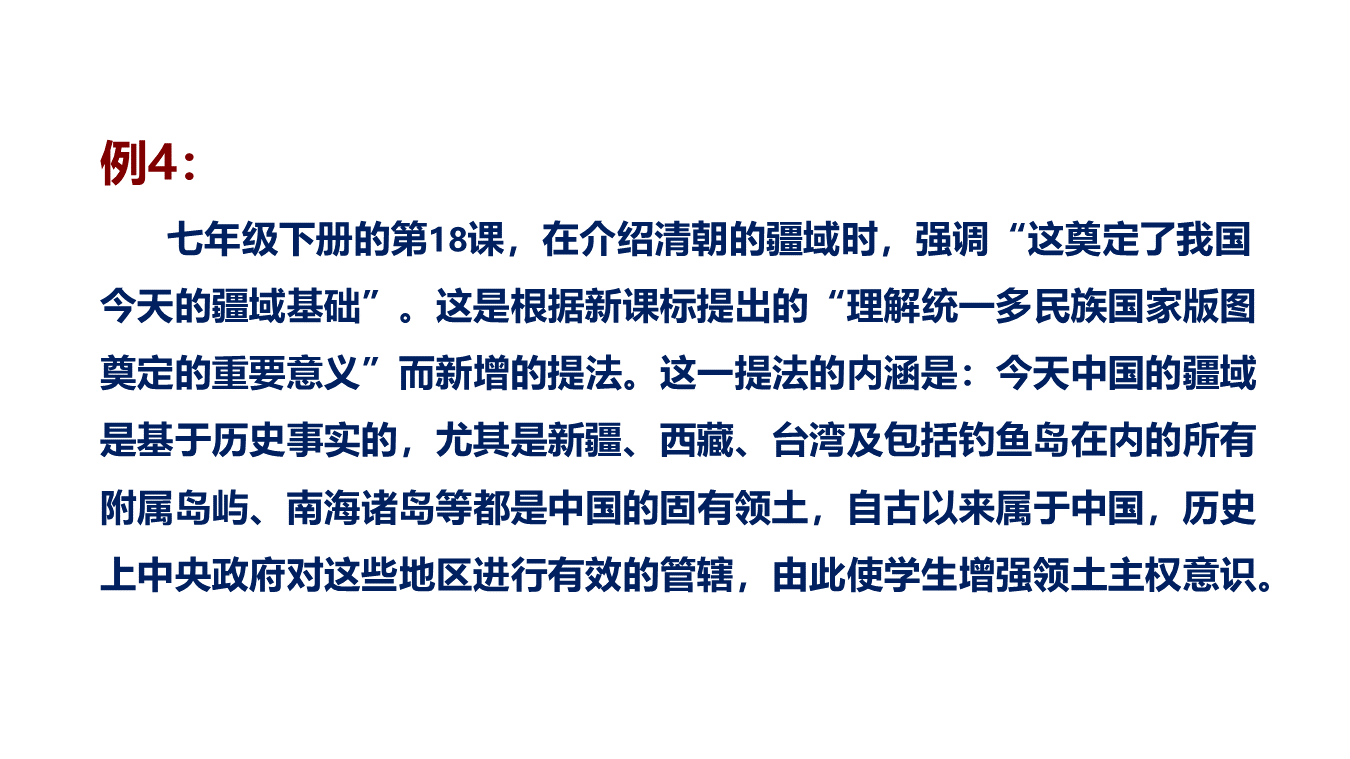 例4：
七年级下册的第18课，在介绍清朝的疆域时，强调“这奠定了我国
今天的疆域基础”。这是根据新课标提出的“理解统一多民族国家版图
奠定的重要意义”而新增的提法。这一提法的内涵是：今天中国的疆域
是基于历史事实的，尤其是新疆、西藏、台湾及包括钓鱼岛在内的所有
附属岛屿、南海诸岛等都是中国的固有领土，自古以来属于中国，历史
上中央政府对这些地区进行有效的管辖，由此使学生增强领土主权意识。